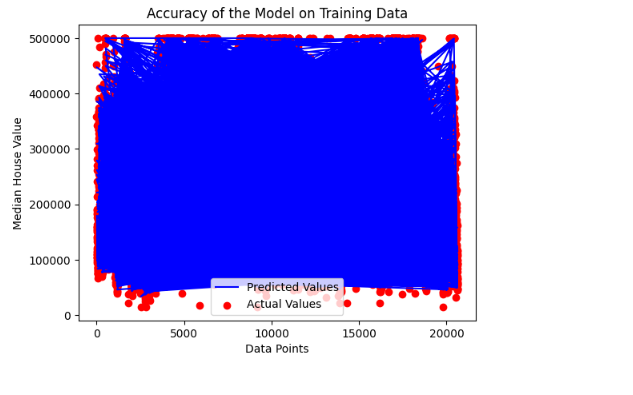 Accuracy of the Model on Training Data
500000
400000
300000
200000
100000
0
Median House Value
Predicted Values
Actual Values
0 5000 10000 15000 20000
Data Points